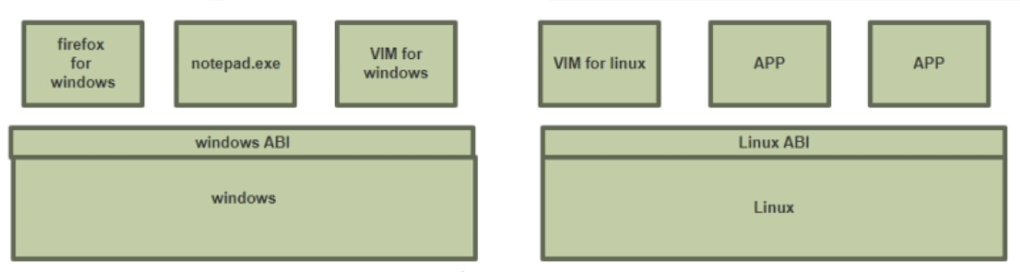 firefox
for
windows
notepad.exe
VIM for
windows
VIM for linux
APP
APP
windows ABI
Linux ABI
windows
Linux